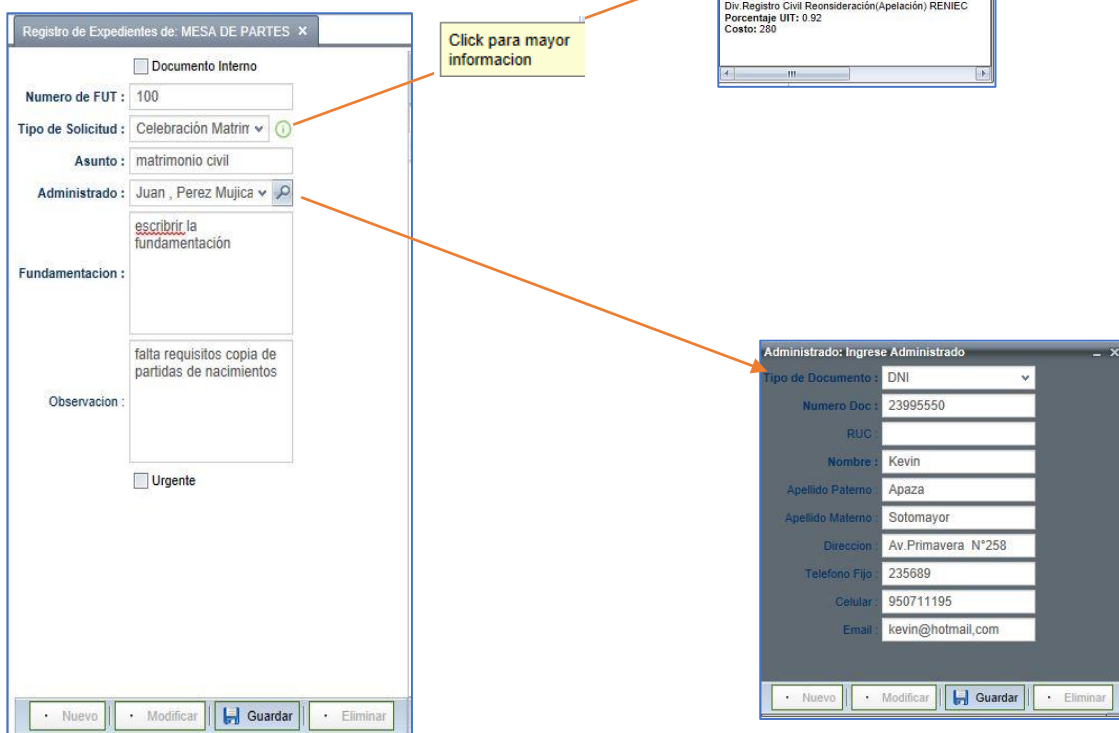 Registro de Expedientes de: MESA DE PARTES ×
Documento Interno
Numero de FUT : 100
Tipo de Solicitud : Celebración Matrim
Asunto : matrimonio civil
Administrado : Juan , Perez Mujica
Fundamentacion :
escribrir la
fundamentación
Observacion :
falta requisitos copia de
partidas de nacimientos
Urgente
· Nuevo
· Modificar
Guardar
· Eliminar
Click para mayor
informacion
Div.Registro Civil Reonsideración(Apelación) RENIEC
Porcentaje UIT: 0.92
Costo: 280
Administrado: Ingrese Administrado
Tipo de Documento : DNI
Numero Doc : 23995550
RUC :
Nombre : Kevin
Apellido Paterno : Apaza
Apellido Materno : Sotomayor
Direccion : Av.Primavera N°258
Telefono Fijo : 235689
Celular : 950711195
Email : kevin@hotmail,com
· Nuevo
· Modificar
Guardar
· Eliminar